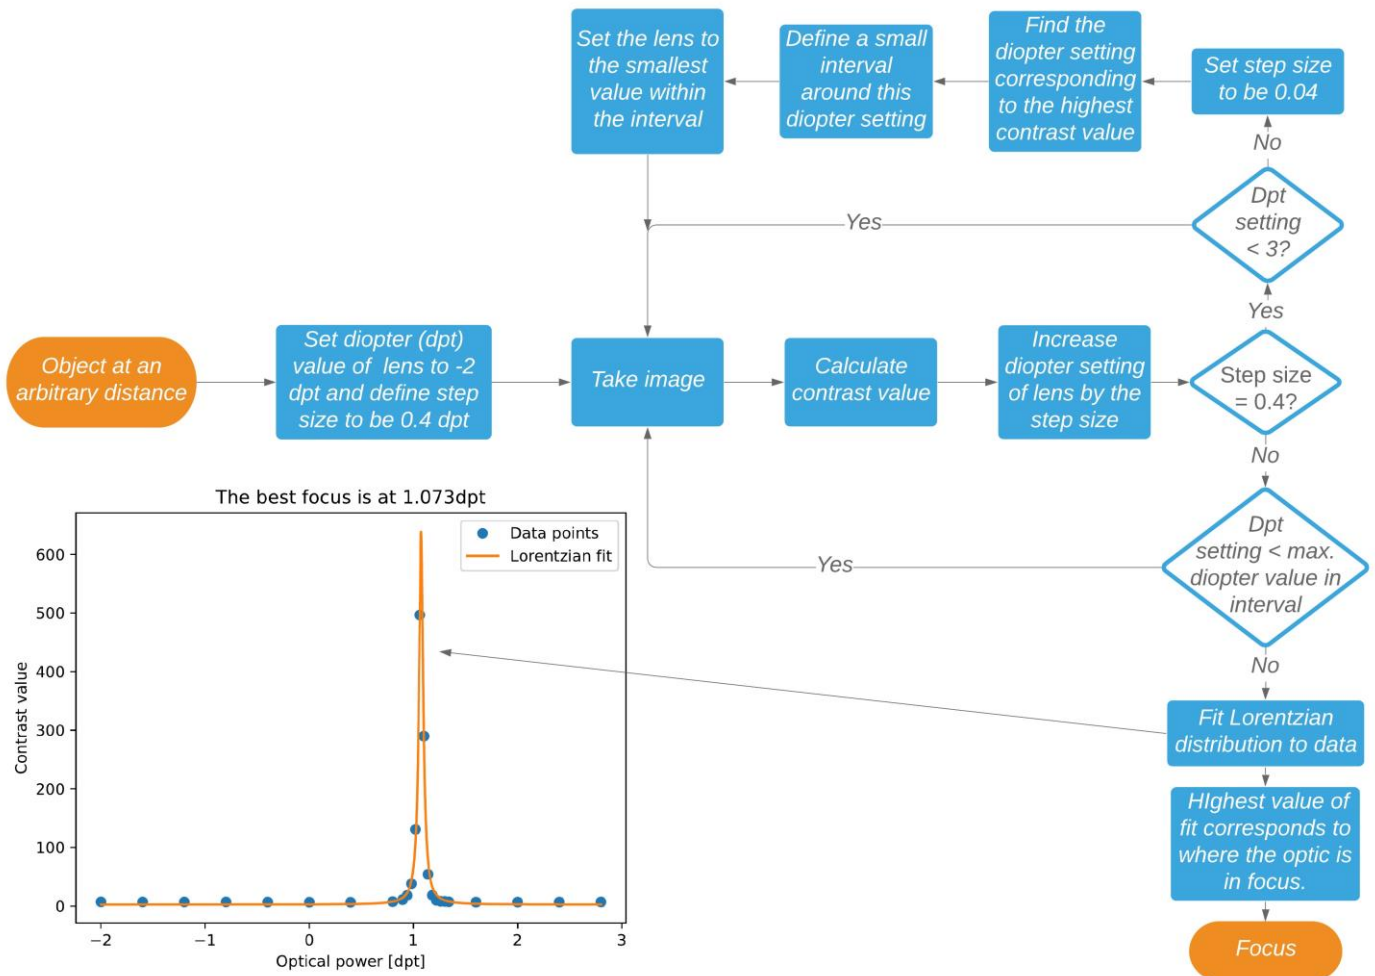 Set the lens to
the smallest
value within
the interval
Define a small
interval
around this
diopter setting
Find the
diopter setting
corresponding
to the highest
contrast value
Set step size
to be 0.04
No
Dpt
setting
< 3?
Yes
Yes
Object at an
arbitrary distance
Set diopter (dpt)
value of lens to -2
dpt and define step
size to be 0.4 dpt
Take image
Calculate
contrast value
Increase
diopter setting
of lens by the
step size
Step size
= 0.4?
No
Dpt
setting < max.
diopter value in
interval
Yes
No
Fit Lorentzian
distribution to data
HIghest value of
fit corresponds to
where the optic is
in focus.
Focus
The best focus is at 1.073dpt
Data points
Lorentzian fit
Contrast value
600
500
400
300
200
100
0
−2 −1 0 1 2 3
Optical power [dpt]